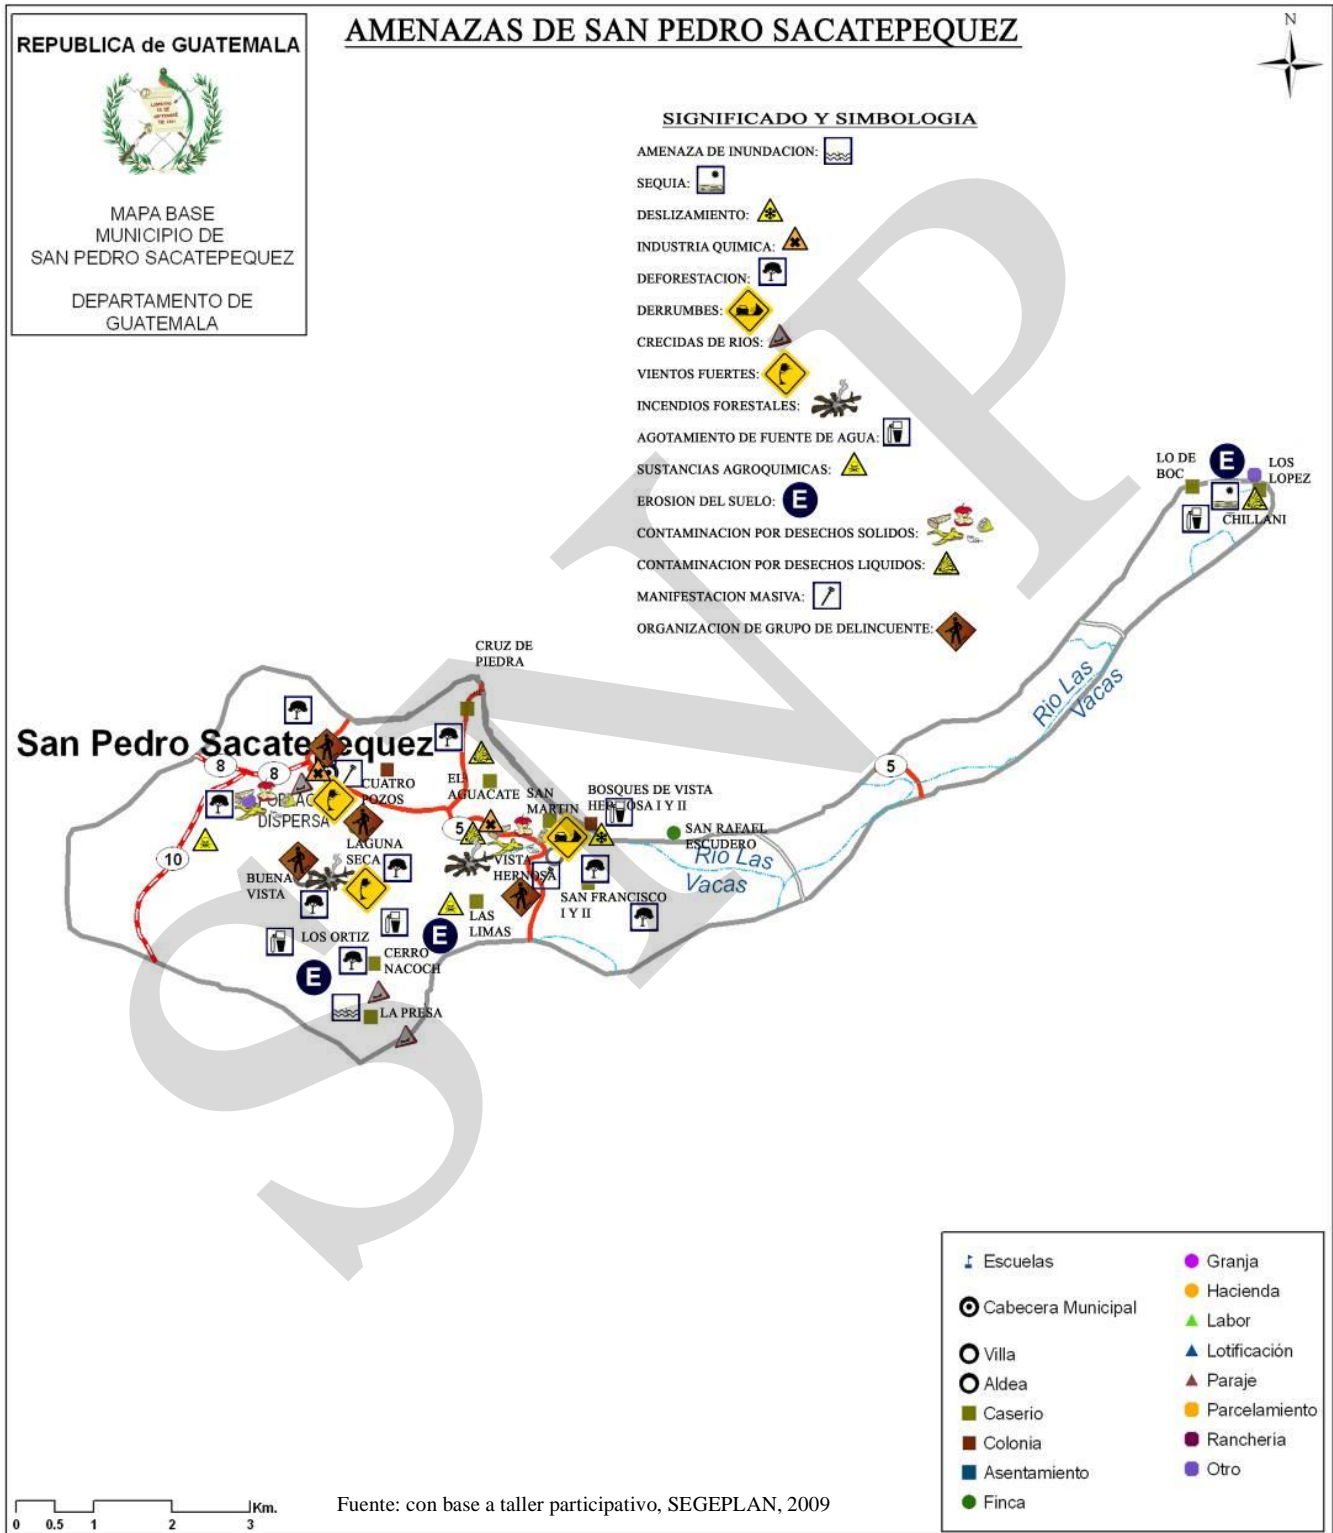 AMENAZAS DE SAN PEDRO SACATEPEQUEZ
REPUBLICA de GUATEMALA
MAPA BASE
MUNICIPIO DE
SAN PEDRO SACATEPEQUEZ
DEPARTAMENTO DE
GUATEMALA
N
SIGNIFICADO Y SIMBOLOGIA
AMENAZA DE INUNDACION:
SEQUIA:
DESLIZAMIENTO:
INDUSTRIA QUIMICA:
DEFORESTACION:
DERRUMBES:
CRECIDAS DE RIOS:
VIENTOS FUERTES:
INCENDIOS FORESTALES:
AGOTAMIENTO DE FUENTE DE AGUA:
SUSTANCIAS AGROQUIMICAS:
EROSION DEL SUELO: E
CONTAMINACION POR DESECHOS SOLIDOS:
CONTAMINACION POR DESECHOS LIQUIDOS:
MANIFESTACION MASIVA:
ORGANIZACION DE GRUPO DE DELINCUENTE:
LO DE
BOC
E
LOS
LOPEZ
CHILLANI
CRUZ DE
PIEDRA
Rio Las
Vacas
San Pedro Sacatepequez
8
8
5
CUATRO
POZOS
EL
AGUACATE
SAN
MARTIN
BOSQUES DE VISTA
HERMOSA I Y II
DISPERSA
5
SAN RAFAEL
ESCUDERO
10
LAGUNA
SECA
VISTA
HERNOSA
Rio Las
Vacas
BUENA
VISTA
SAN FRANCISCO
I Y II
LAS
LIMAS
LOS ORTIZ
E
CERRO
NACOCH
E
LA PRESA
SNP
Escuelas
Cabecera Municipal
Villa
Aldea
Caserio
Colonia
Asentamiento
Finca
Granja
Hacienda
Labor
Lotificación
Paraje
Parcelamiento
Rancheria
Otro
Km.
0 0.5 1 2 3
Fuente: con base a taller participativo, SEGEPLAN, 2009